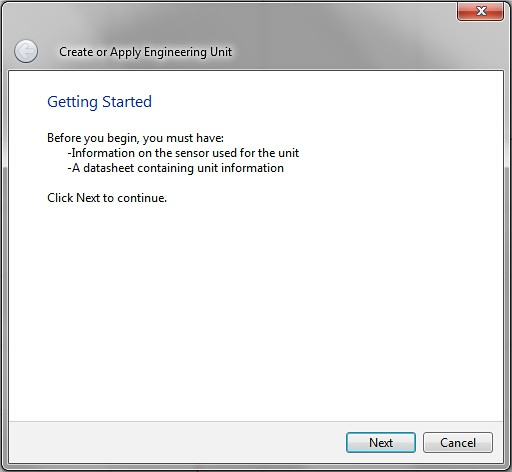 Create or Apply Engineering Unit
Getting Started
Before you begin, you must have:
-Information on the sensor used for the unit
-A datasheet containing unit information
Click Next to continue.
Next
Cancel